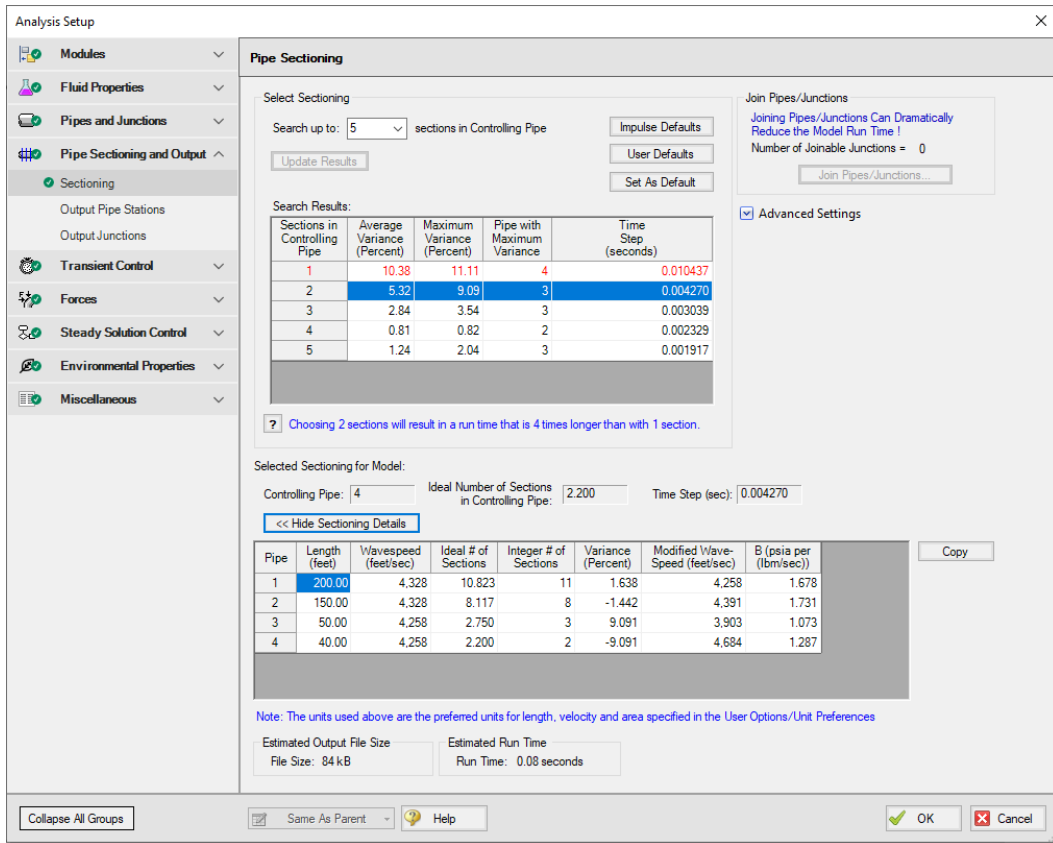 Analysis Setup
Modules
Fluid Properties
Pipes and Junctions
Pipe Sectioning and Output
Sectioning
Output Pipe Stations
Output Junctions
Transient Control
Forces
Steady Solution Control
Environmental Properties
Miscellaneous
Pipe Sectioning
Select Sectioning
Search up to: 5 sections in Controlling Pipe
Impulse Defaults
Update Results
User Defaults
Set As Default
Search Results:
Sections in Controlling Pipe Average Variance (Percent) Maximum Variance (Percent) Pipe with Maximum Variance Time Step (seconds)
1 10.38 11.11 4 0.010437
2 5.32 9.09 3 0.004270
3 2.84 3.54 3 0.003039
4 0.81 0.82 2 0.002329
5 1.24 2.04 3 0.001917
? Choosing 2 sections will result in a run time that is 4 times longer than with 1 section.
Join Pipes/Junctions
Joining Pipes/Junctions Can Dramatically
Reduce the Model Run Time !
Number of Joinable Junctions = 0
Join Pipes/Junctions...
Advanced Settings
Selected Sectioning for Model:
Controlling Pipe: 4 Ideal Number of Sections in Controlling Pipe: 2.200 Time Step (sec): 0.004270
<< Hide Sectioning Details
Pipe Length (feet) Wavespeed (feet/sec) Ideal # of Sections Integer # of Sections Variance (Percent) Modified Wave-Speed (feet/sec) B (psia per (lbm/sec))
1 200.00 4,328 10.823 11 1.638 4,258 1.678
2 150.00 4,328 8.117 8 -1.442 4,391 1.731
3 50.00 4,258 2.750 3 9.091 3,903 1.073
4 40.00 4,258 2.200 2 -9.091 4,684 1.287
Copy
Note: The units used above are the preferred units for length, velocity and area specified in the User Options/Unit Preferences
Estimated Output File Size
File Size: 84 kB
Estimated Run Time
Run Time: 0.08 seconds
Collapse All Groups
Same As Parent
Help
OK
Cancel